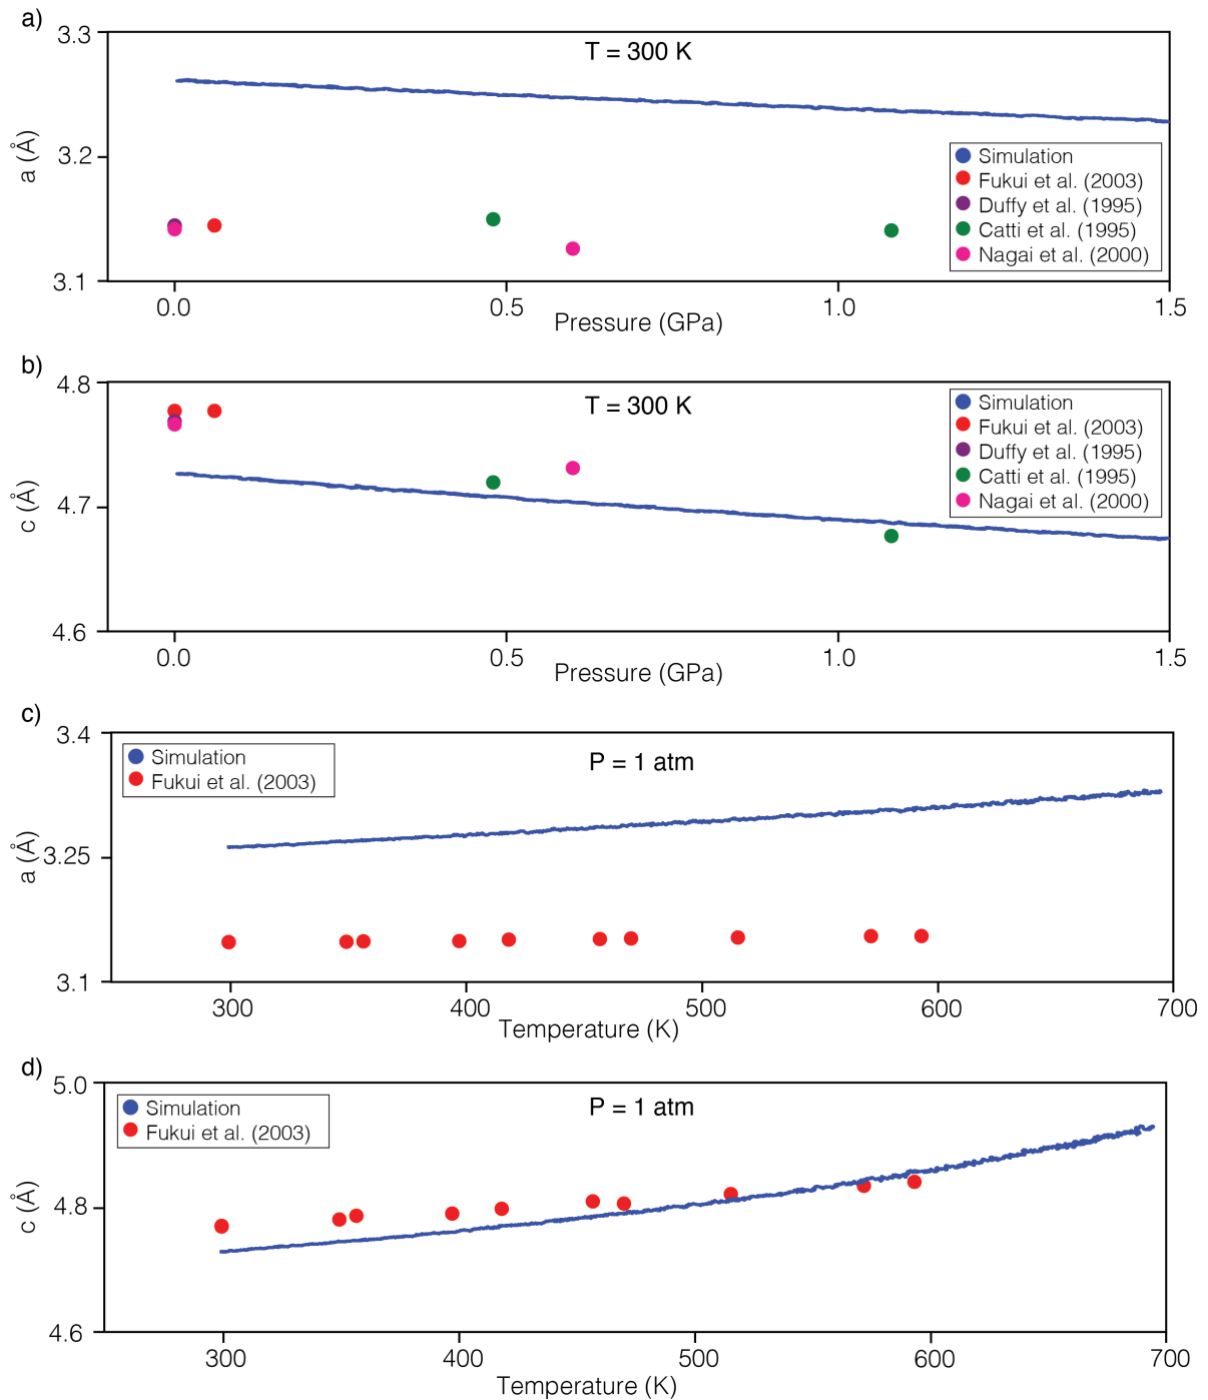 a)
3.3
T = 300 K
a (Å)
3.2
Simulation
Fukui et al. (2003)
Duffy et al. (1995)
Catti et al. (1995)
Nagai et al. (2000)
3.1
0.0 0.5 1.0 1.5
Pressure (GPa)
b)
4.8
T = 300 K
c (Å)
4.7
Simulation
Fukui et al. (2003)
Duffy et al. (1995)
Catti et al. (1995)
Nagai et al. (2000)
4.6
0.0 0.5 1.0 1.5
Pressure (GPa)
c)
3.4
Simulation
Fukui et al. (2003)
P = 1 atm
a (Å)
3.25
3.1
300 400 500 600 700
Temperature (K)
d)
5.0
Simulation
Fukui et al. (2003)
P = 1 atm
c (Å)
4.8
4.6
300 400 500 600 700
Temperature (K)